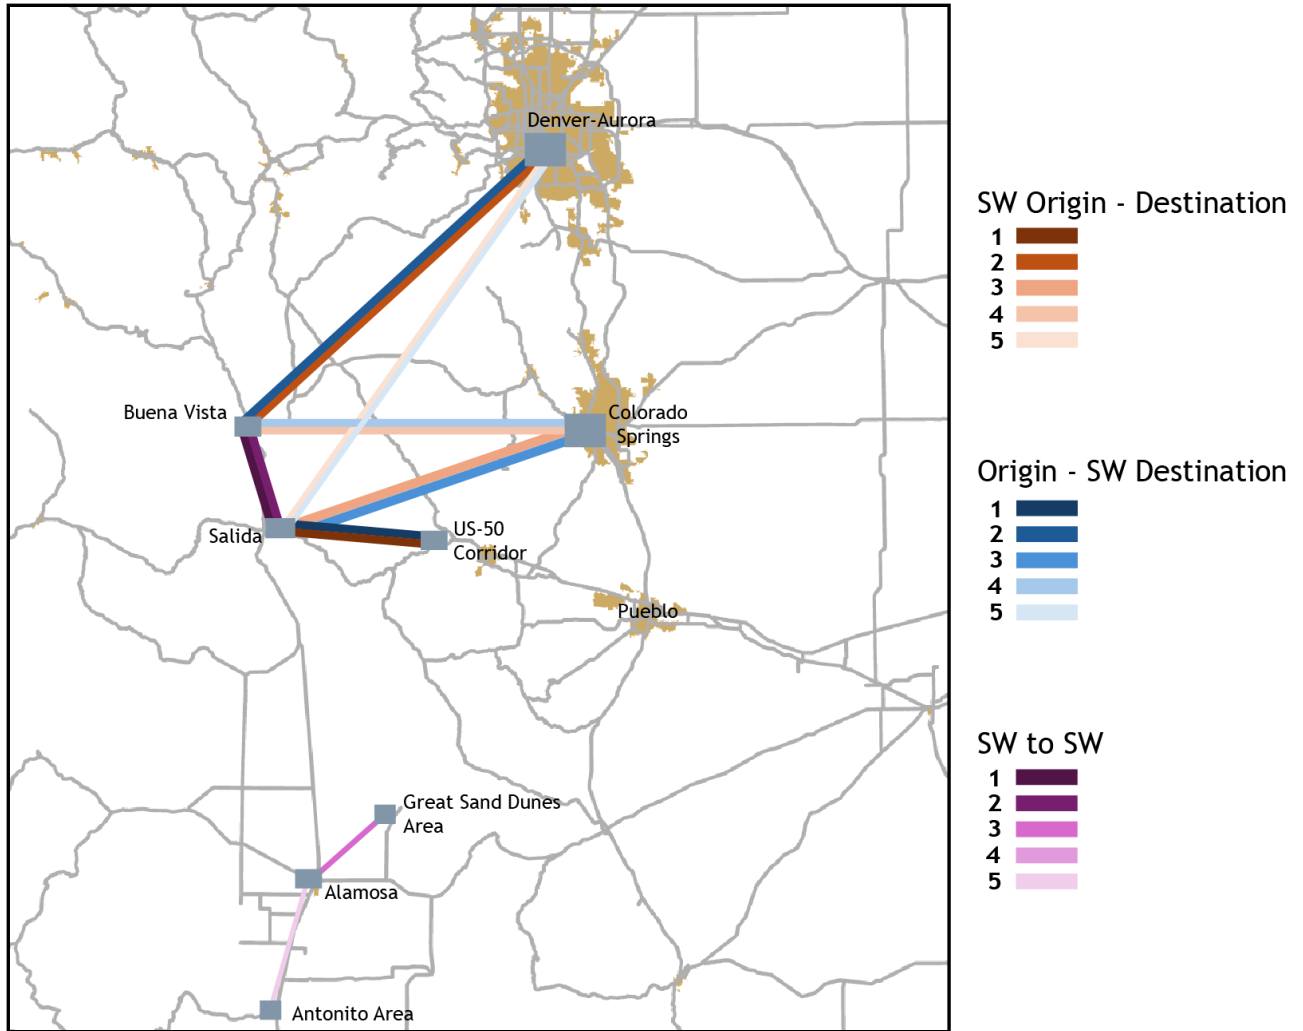 Denver-Aurora
Buena Vista
Colorado
Springs
Salida
US-50
Corridor
Pueblo
Great Sand Dunes
Area
Alamosa
Antonito Area
SW Origin - Destination
1
2
3
4
5
Origin - SW Destination
1
2
3
4
5
SW to SW
1
2
3
4
5